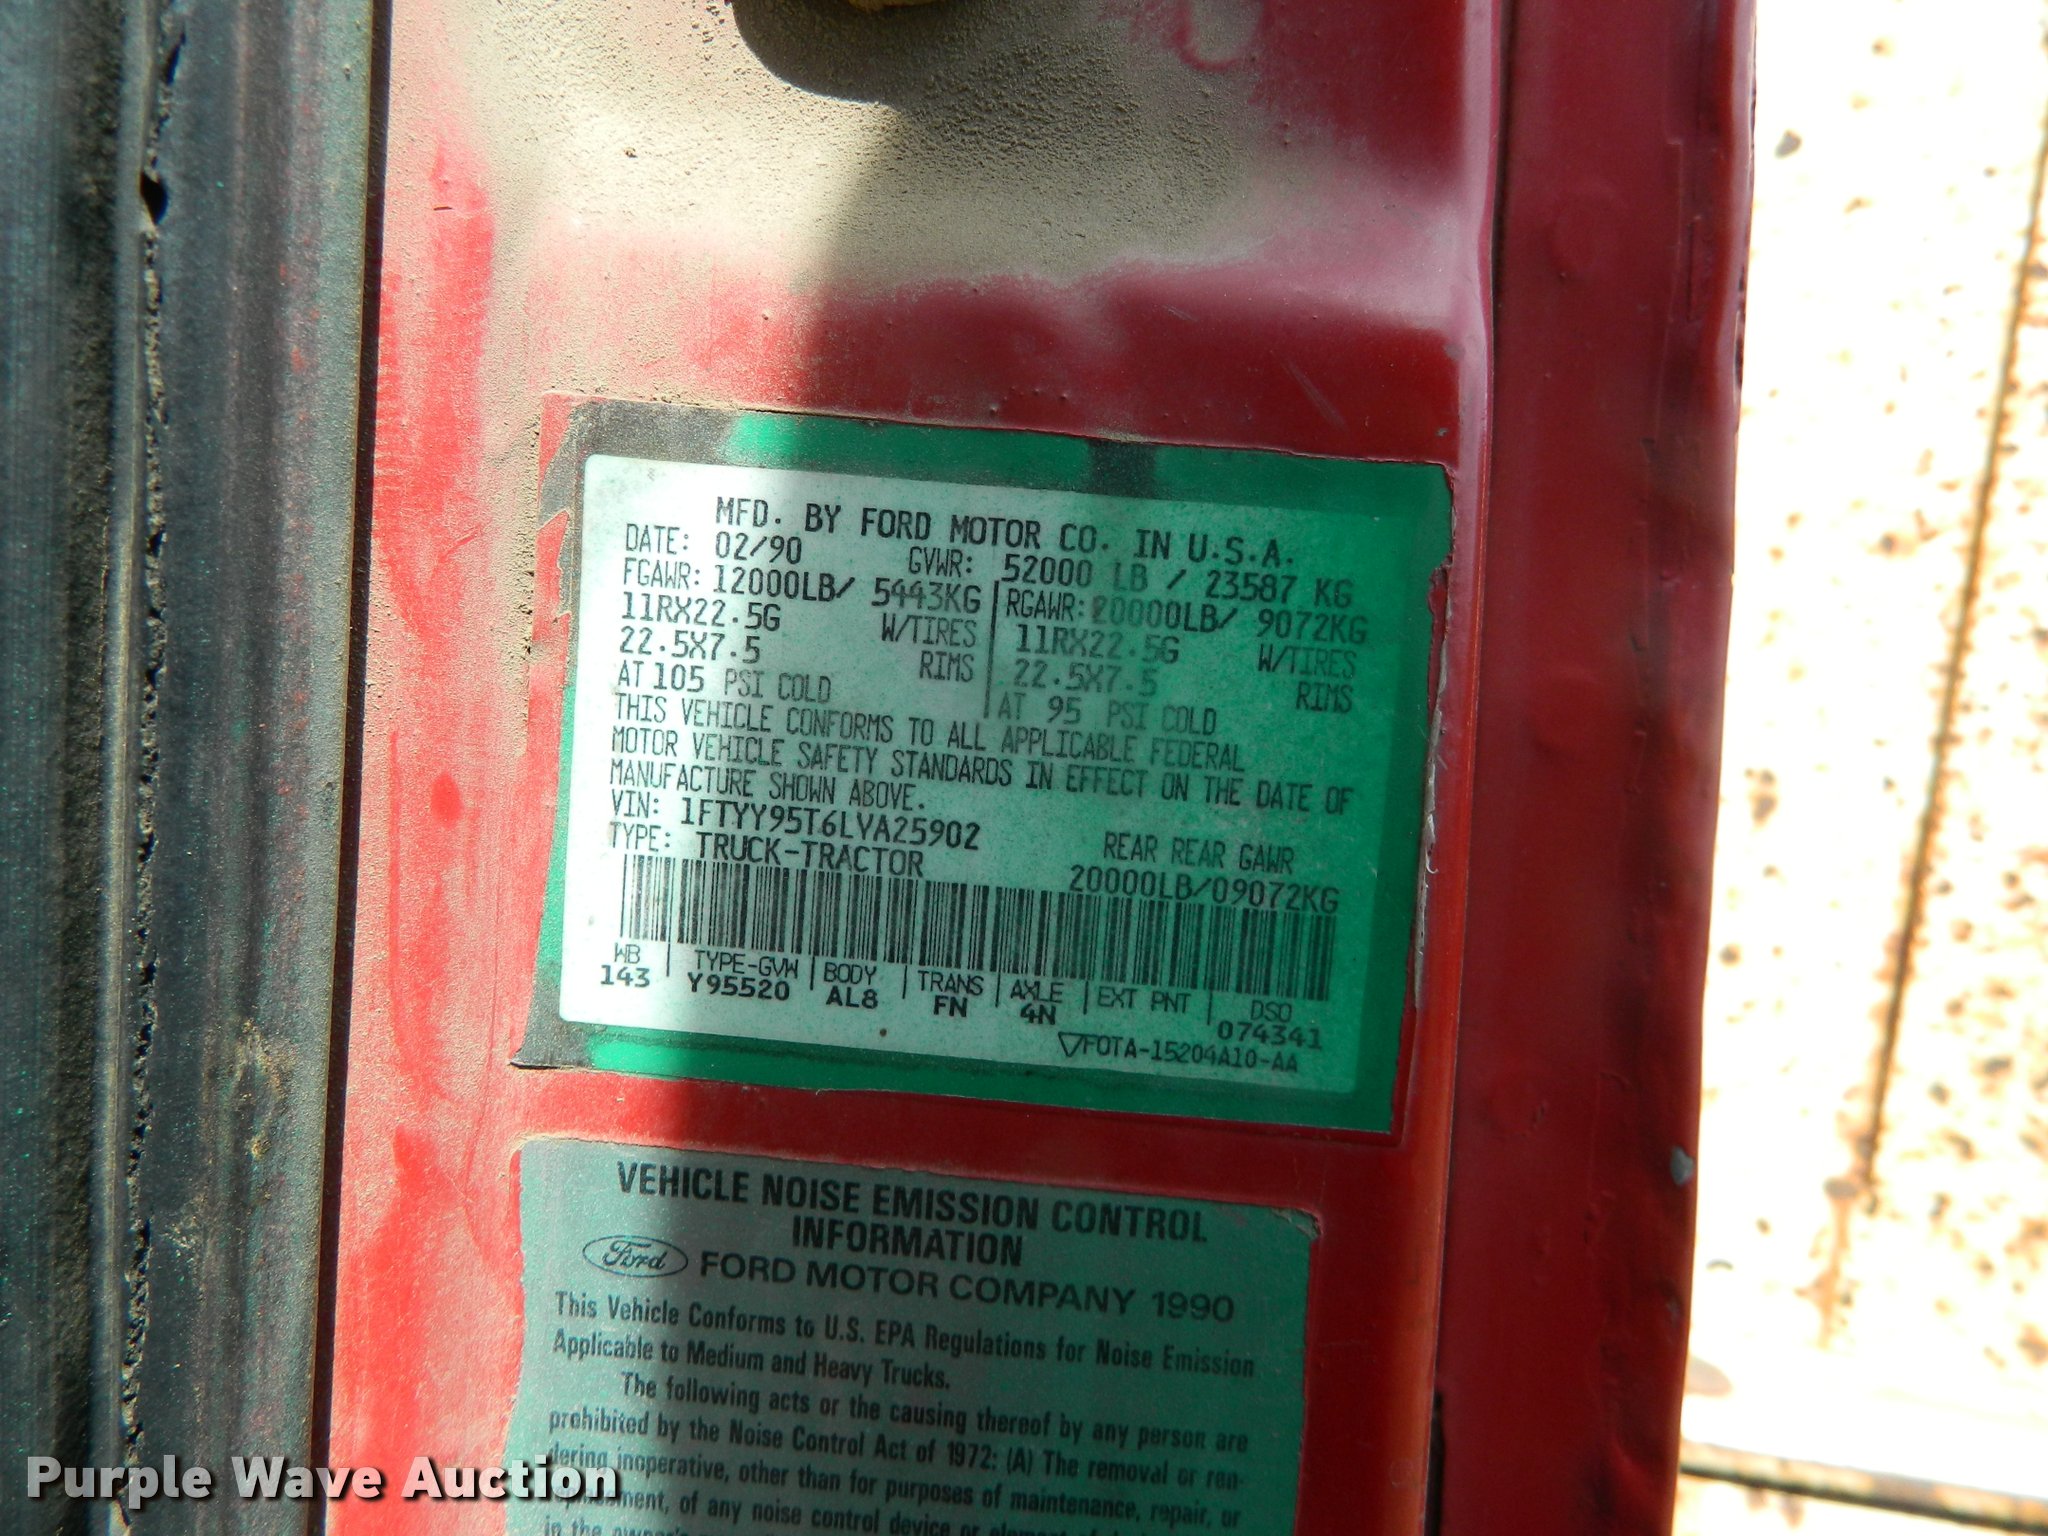 MFD. BY FORD MOTOR CO. IN U.S.A.
DATE: 02/90 GVWR: 52000 LB / 23587 KG
FGAWR: 12000LB/ 5443KG RGAWR: 20000LB/ 9072KG
11RX22.5G W/TIRES 11RX22.5G W/TIRES
22.5X7.5 RIMS 22.5X7.5 RIMS
AT 105 PSI COLD AT 95 PSI COLD
THIS VEHICLE CONFORMS TO ALL APPLICABLE FEDERAL
MOTOR VEHICLE SAFETY STANDARDS IN EFFECT ON THE DATE OF
MANUFACTURE SHOWN ABOVE.
VIN: 1FTYY95T6LVA25902
TYPE: TRUCK-TRACTOR REAR REAR GAWR
20000LB/09072KG
WB TYPE-GVW BODY TRANS AXLE EXT PNT DSO
143 Y95520 AL8 FN 4N 074341
FOTA-15204A10-AA
VEHICLE NOISE EMISSION CONTROL
INFORMATION
Ford FORD MOTOR COMPANY 1990
This Vehicle Conforms to U.S. EPA Regulations for Noise Emission
Applicable to Medium and Heavy Trucks.
The following acts or the causing thereof by any person are
prohibited by the Noise Control Act of 1972: (A) The removal or ren-
dering inoperative, other than for purposes of maintenance, repair, or
of any noise control device or element of
in the owner's
Purple Wave Auction